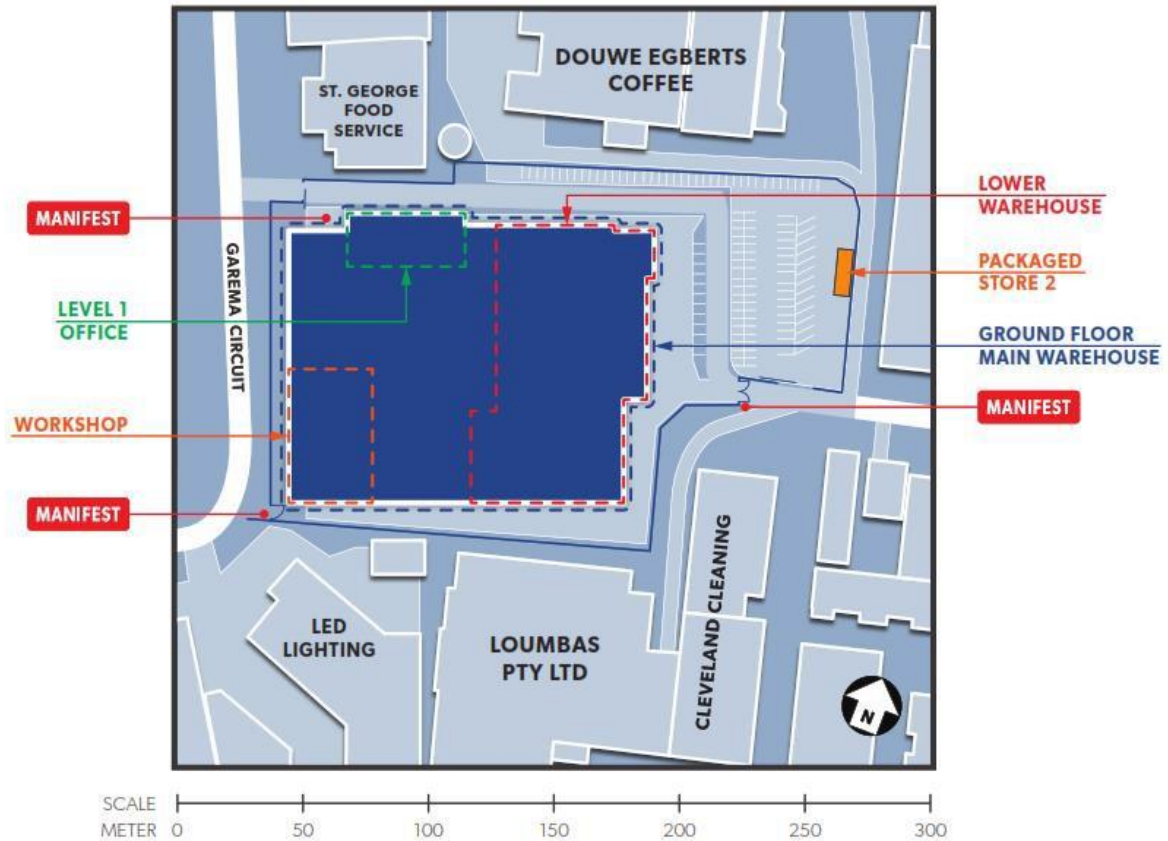 DOUWE EGBERTS
COFFEE
ST. GEORGE
FOOD
SERVICE
MANIFEST
LOWER
WAREHOUSE
PACKAGED
STORE 2
LEVEL 1
OFFICE
GAREMA CIRCUIT
GROUND FLOOR
MAIN WAREHOUSE
MANIFEST
WORKSHOP
MANIFEST
LED
LIGHTING
LOUMBAS
PTY LTD
CLEVELAND CLEANING
N
SCALE
METER 0 50 100 150 200 250 300